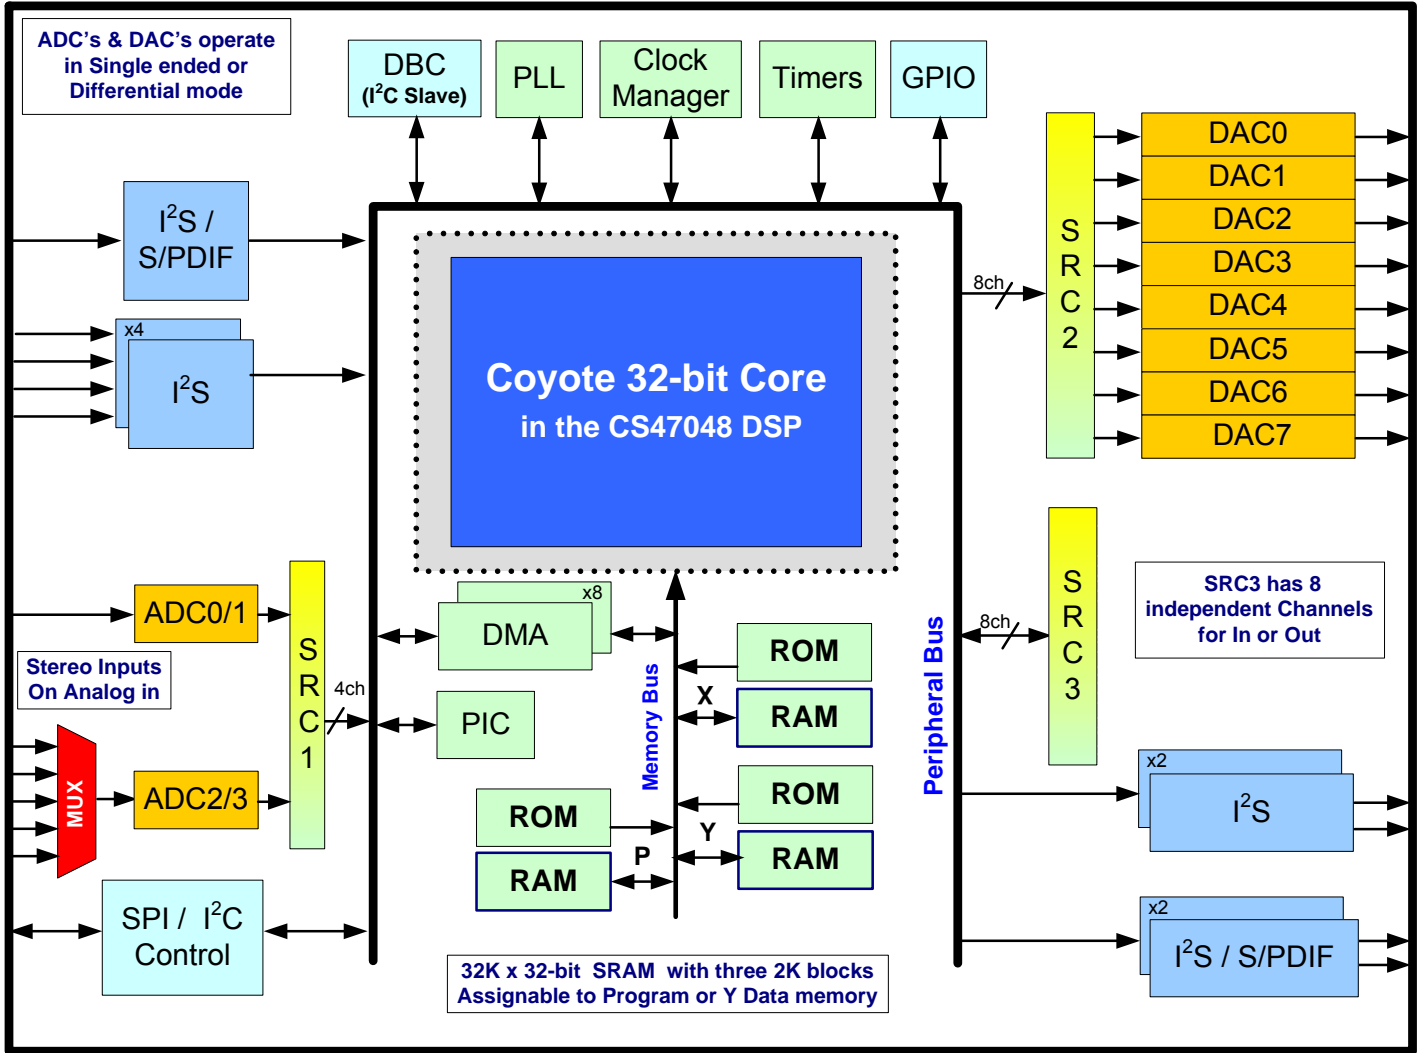 ADC's & DAC's operate
in Single ended or
Differential mode
DBC
(I²C Slave)
PLL
Clock
Manager
Timers
GPIO
I²S /
S/PDIF
x4
I²S
Coyote 32-bit Core
in the CS47048 DSP
8ch
S
R
C
2
DAC0
DAC1
DAC2
DAC3
DAC4
DAC5
DAC6
DAC7
ADC0/1
Stereo Inputs
On Analog in
MUX
ADC2/3
S
R
C
1
4ch
x8
DMA
PIC
Memory Bus
ROM
X
RAM
ROM
Y
RAM
ROM
P
RAM
Peripheral Bus
8ch
S
R
C
3
SRC3 has 8
independent Channels
for In or Out
x2
I²S
x2
I²S / S/PDIF
SPI / I²C
Control
32K x 32-bit SRAM with three 2K blocks
Assignable to Program or Y Data memory